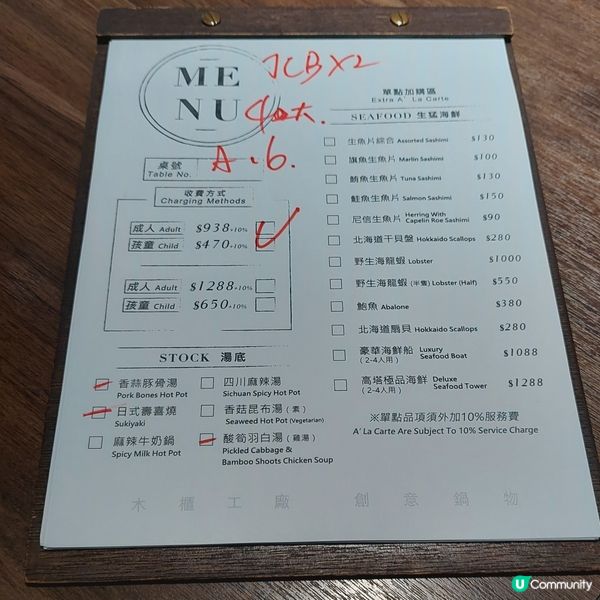 ME
NU
JCB X2
4大.
A.6.
桌號
Table No.
收費方式
Charging Methods
成人 Adult $938+10%
孩童 Child $470+10%
成人 Adult $1288+10%
孩童 Child $650+10%
STOCK 湯底
香蒜豚骨湯
Pork Bones Hot Pot
四川麻辣湯
Sichuan Spicy Hot Pot
日式壽喜燒
Sukiyaki
香菇昆布湯 (素)
Seaweed Hot Pot (Vegetarian)
麻辣牛奶鍋
Spicy Milk Hot Pot
酸筍羽白湯 (雞湯)
Pickled Cabbage &
Bamboo Shoots Chicken Soup
單點加購區
Extra A' La Carte
SEAFOOD 生猛海鮮
生魚片綜合 Assorted Sashimi $130
旗魚生魚片 Marlin Sashimi $100
鮪魚生魚片 Tuna Sashimi $130
鮭魚生魚片 Salmon Sashimi $150
尼信生魚片 Herring With Capelin Roe Sashimi $90
北海道干貝盤 Hokkaido Scallops $280
野生海龍蝦 Lobster $1000
野生海龍蝦 (半隻) Lobster (Half) $550
鮑魚 Abalone $380
北海道扇貝 Hokkaido Scallops $280
豪華海鮮船 (2-4人用) Luxury Seafood Boat $1088
高塔極品海鮮 (2-4人用) Deluxe Seafood Tower $1288
※單點品項須外加10%服務費
A' La Carte Are Subject To 10% Service Charge
木櫃工廠 創意鍋物
U Community